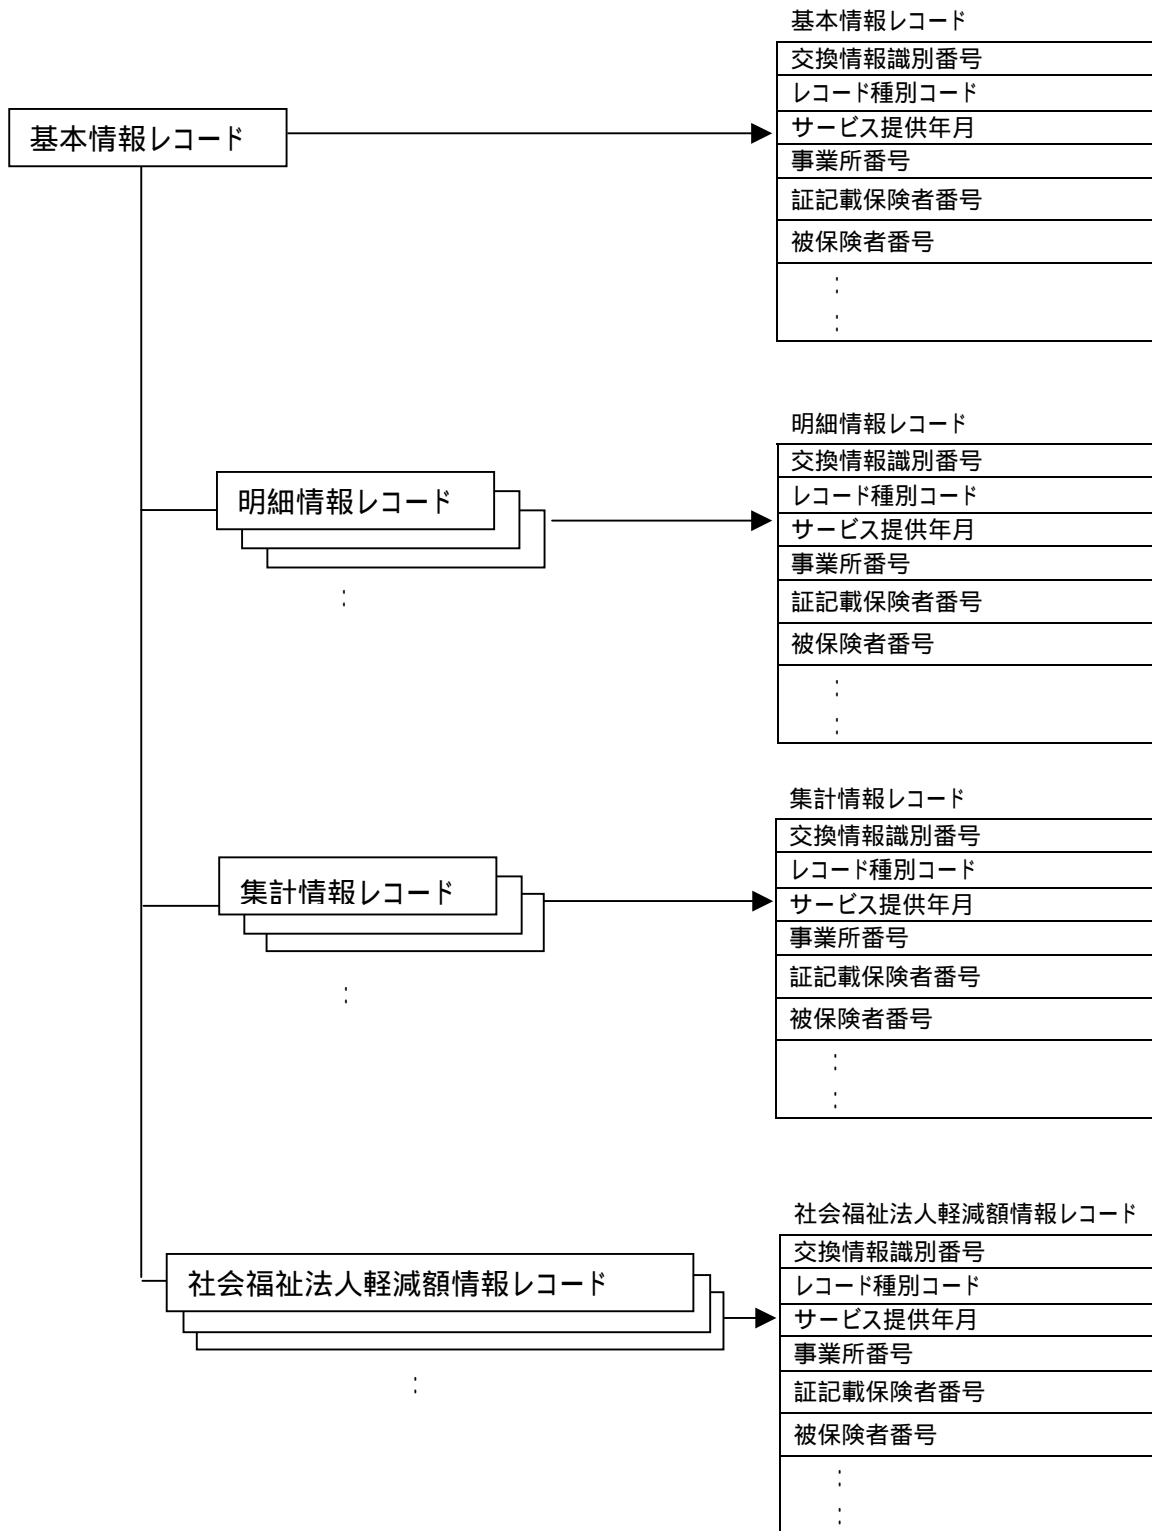 基本情報レコード
基本情報レコード
交換情報識別番号
レコード種別コード
サービス提供年月
事業所番号
証記載保険者番号
被保険者番号
:
:
明細情報レコード
:
明細情報レコード
交換情報識別番号
レコード種別コード
サービス提供年月
事業所番号
証記載保険者番号
被保険者番号
:
:
集計情報レコード
:
集計情報レコード
交換情報識別番号
レコード種別コード
サービス提供年月
事業所番号
証記載保険者番号
被保険者番号
:
:
社会福祉法人軽減額情報レコード
:
社会福祉法人軽減額情報レコード
交換情報識別番号
レコード種別コード
サービス提供年月
事業所番号
証記載保険者番号
被保険者番号
:
: